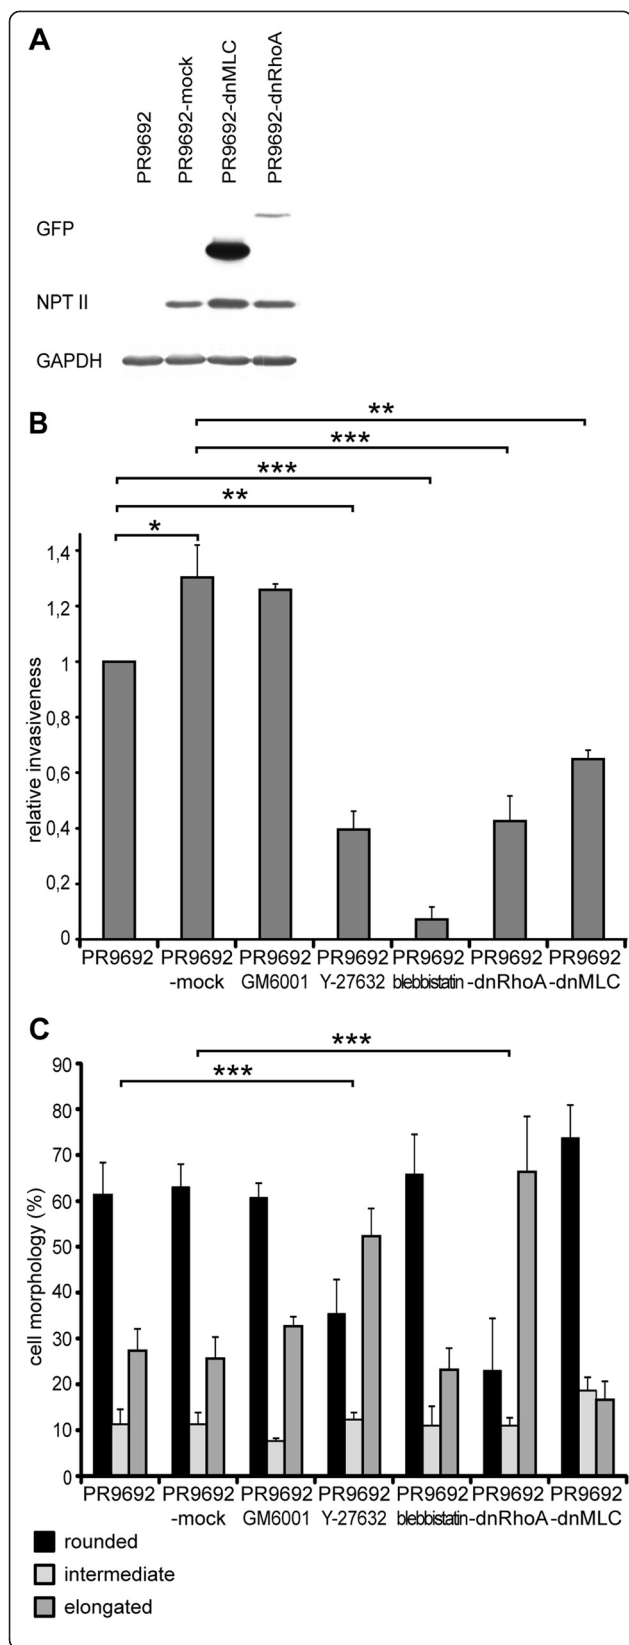 A
PR9692
PR9692-mock
PR9692-dnMLC
PR9692-dnRhoA
GFP
NPT II
GAPDH
B
**
***
***
**
*
relative invasiveness
1,4
1,2
1
0,8
0,6
0,4
0,2
0
PR9692 PR9692 PR9692 PR9692 PR9692 PR9692 PR9692
-mock GM6001 Y-27632 blebbistatin -dnRhoA -dnMLC
C
***
***
cell morphology (%)
90
80
70
60
50
40
30
20
10
0
PR9692 PR9692 PR9692 PR9692 PR9692 PR9692 PR9692
-mock GM6001 Y-27632 blebbistatin -dnRhoA -dnMLC
rounded
intermediate
elongated